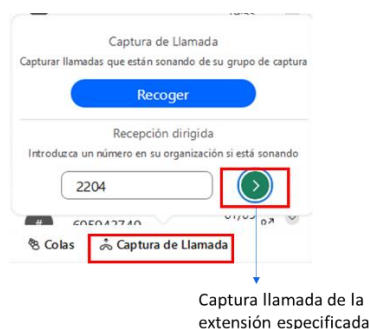 Captura de Llamada
Capturar llamadas que están sonando de su grupo de captura
Recoger
Recepción dirigida
Introduzca un número en su organización si está sonando
2204
Colas
Captura de Llamada
Captura llamada de la
extensión especificada